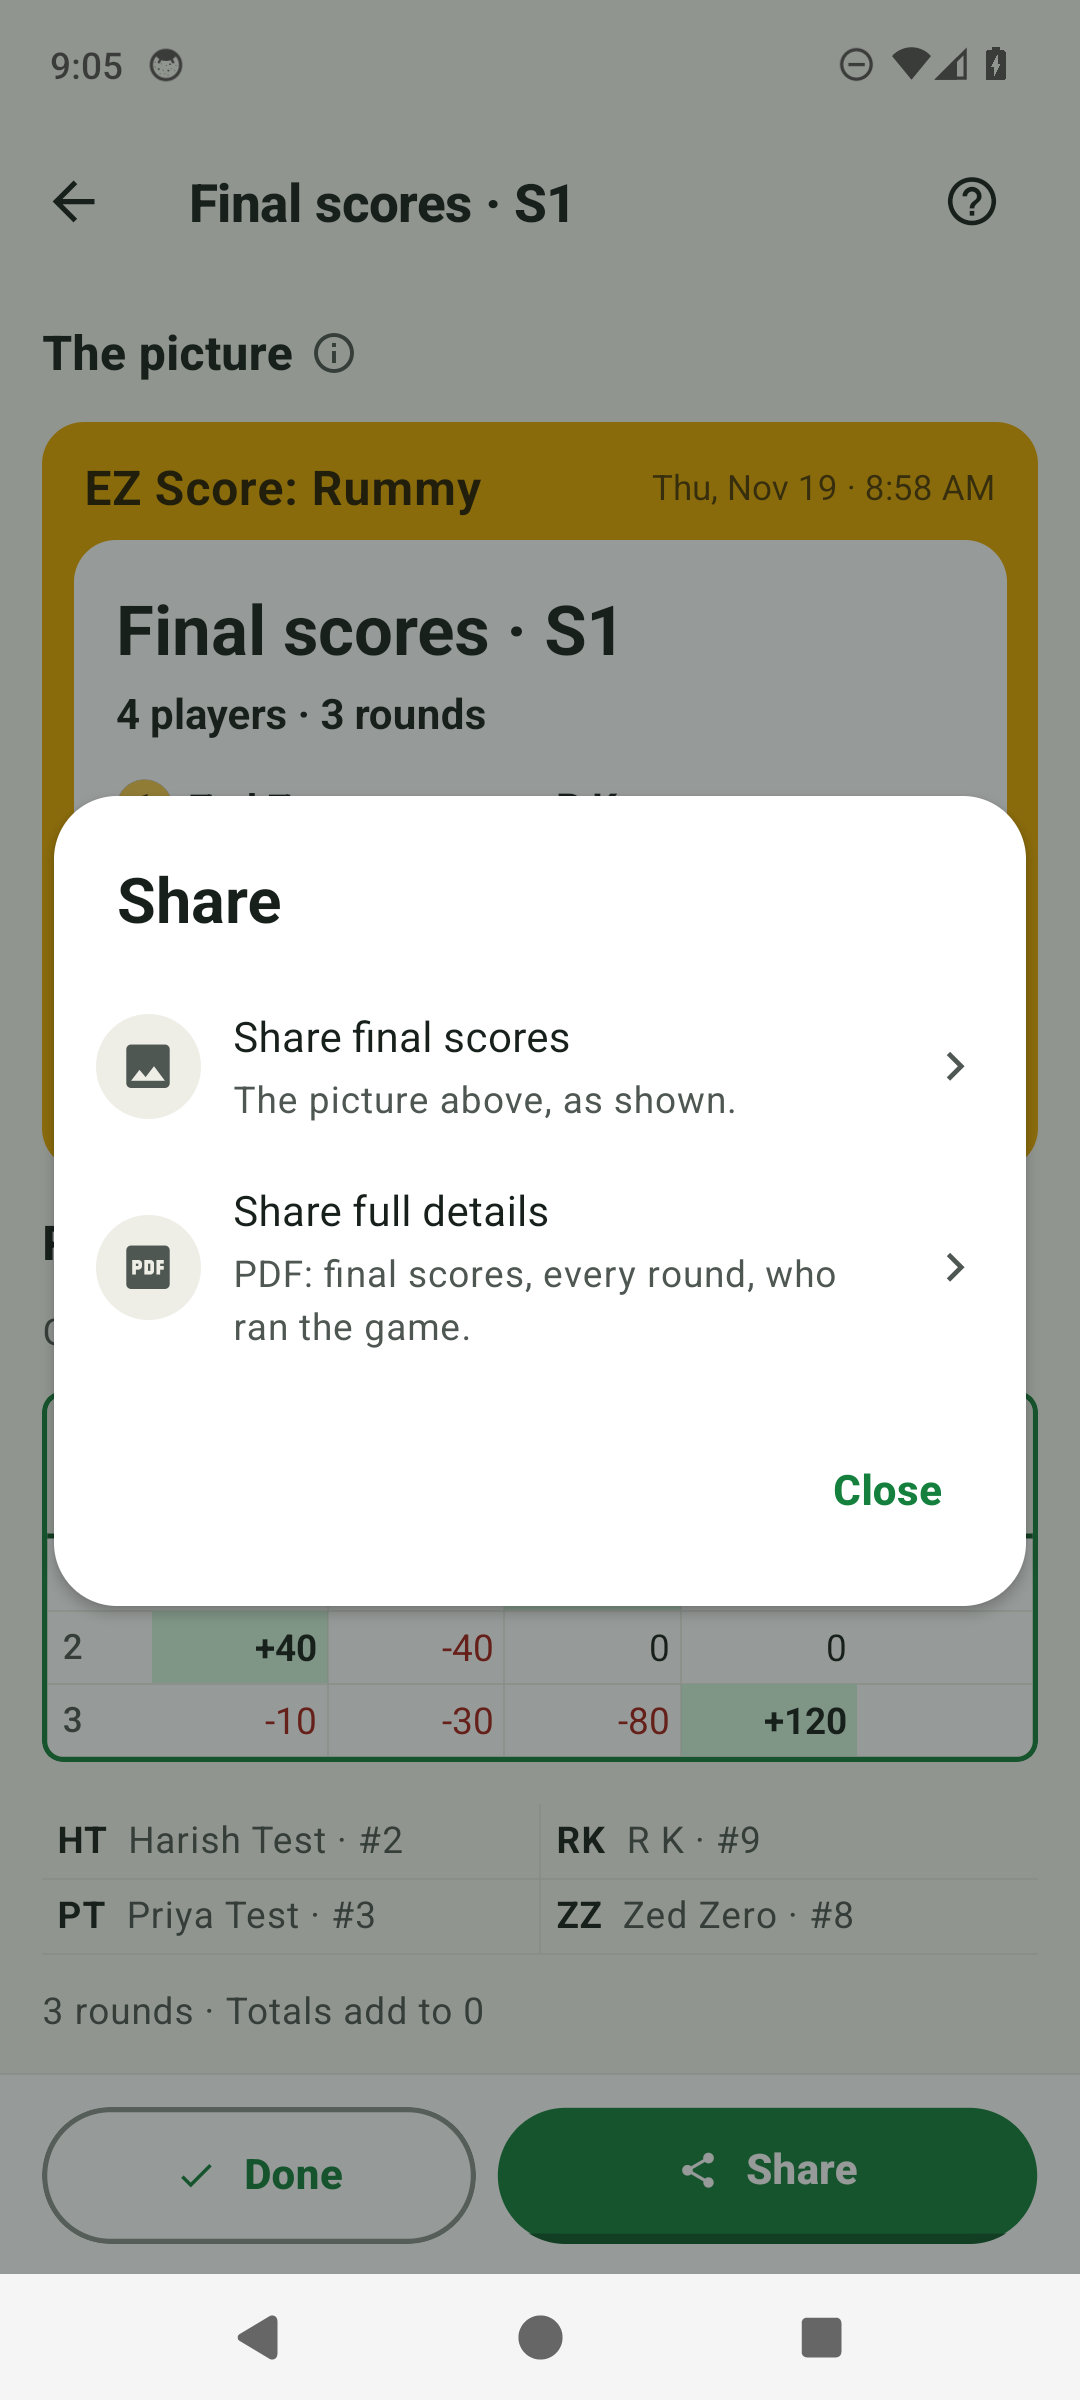 9:05
Final scores · S1
The picture
EZ Score: Rummy
Thu, Nov 19 · 8:58 AM
Final scores · S1
4 players · 3 rounds
Share
Share final scores
The picture above, as shown.
Share full details
PDF
PDF: final scores, every round, who
ran the game.
Close
2 +40 -40 0 0
3 -10 -30 -80 +120
HT Harish Test · #2
RK R K · #9
PT Priya Test · #3
ZZ Zed Zero · #8
3 rounds · Totals add to 0
Done
Share